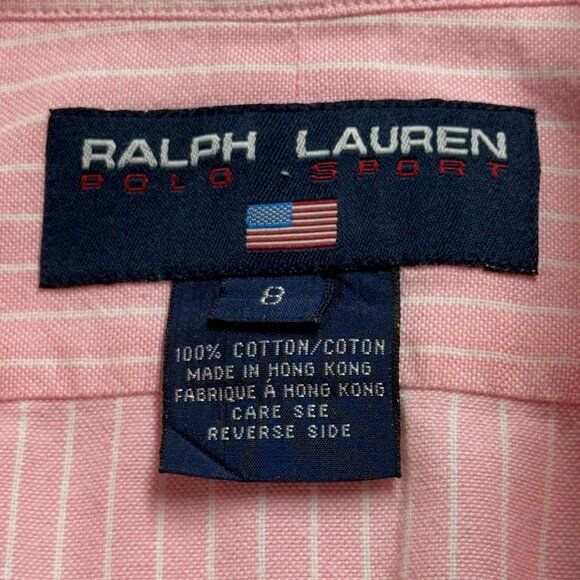 RALPH LAUREN
POLO SPORT
8
100% COTTON/COTON
MADE IN HONG KONG
FABRIQUE Á HONG KONG
CARE SEE
REVERSE SIDE